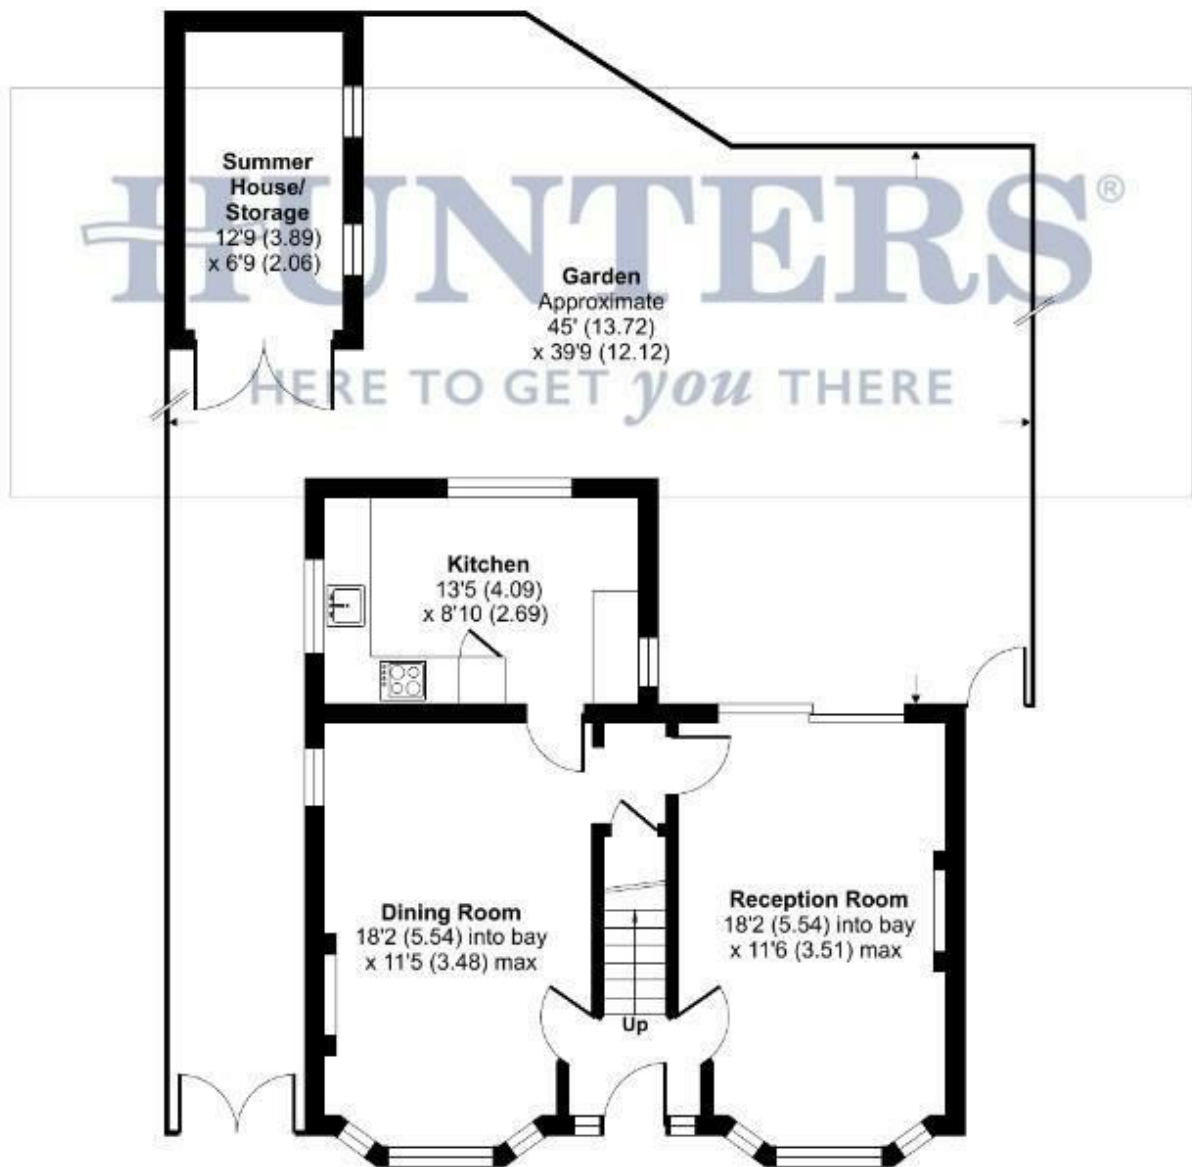 Summer
House/
Storage
12'9 (3.89)
x 6'9 (2.06)
HUNTERS®
HERE TO GET you THERE
Garden
Approximate
45' (13.72)
x 39'9 (12.12)
Kitchen
13'5 (4.09)
x 8'10 (2.69)
Dining Room
18'2 (5.54) into bay
x 11'5 (3.48) max
Reception Room
18'2 (5.54) into bay
x 11'6 (3.51) max
Up